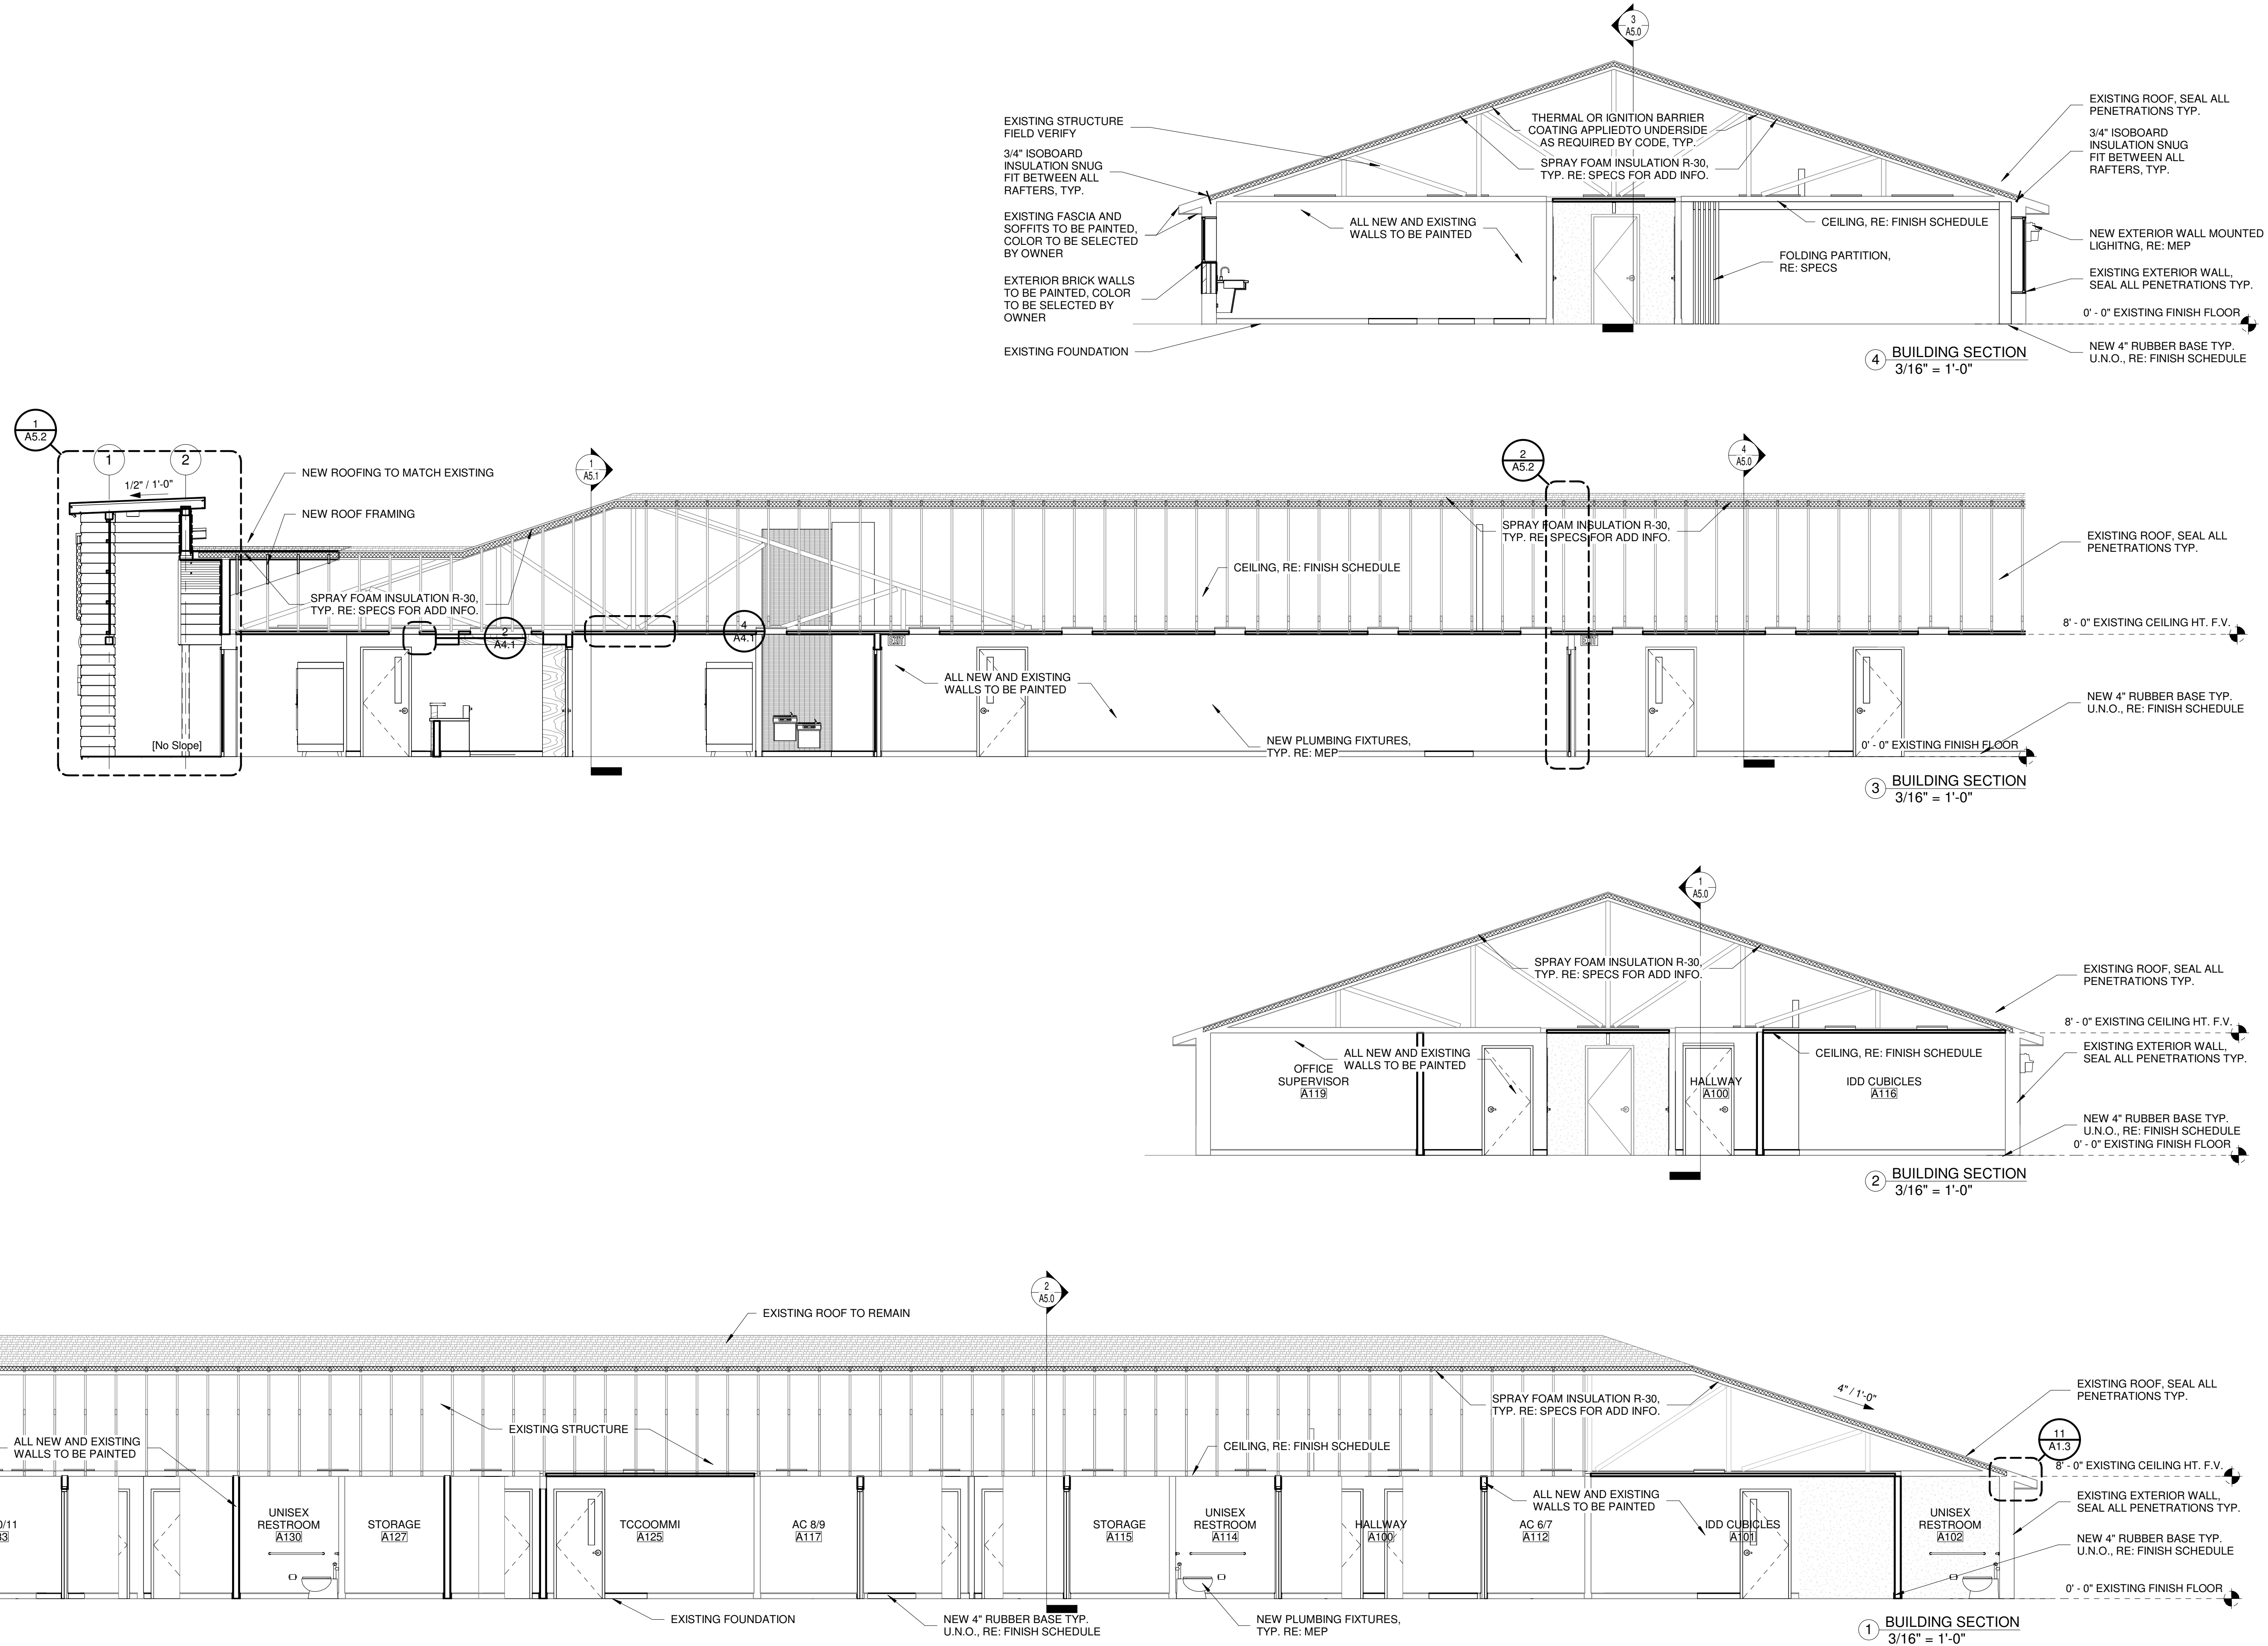 3
A5.0
EXISTING STRUCTURE
FIELD VERIFY
3/4" ISOBOARD
INSULATION SNUG
FIT BETWEEN ALL
RAFTERS, TYP.
EXISTING FASCIA AND
SOFFITS TO BE PAINTED,
COLOR TO BE SELECTED
BY OWNER
EXTERIOR BRICK WALLS
TO BE PAINTED, COLOR
TO BE SELECTED BY
OWNER
EXISTING FOUNDATION
THERMAL OR IGNITION BARRIER
COATING APPLIEDTO UNDERSIDE
AS REQUIRED BY CODE, TYP.
SPRAY FOAM INSULATION R-30,
TYP. RE: SPECS FOR ADD INFO.
ALL NEW AND EXISTING
WALLS TO BE PAINTED
CEILING, RE: FINISH SCHEDULE
FOLDING PARTITION,
RE: SPECS
EXISTING ROOF, SEAL ALL
PENETRATIONS TYP.
3/4" ISOBOARD
INSULATION SNUG
FIT BETWEEN ALL
RAFTERS, TYP.
NEW EXTERIOR WALL MOUNTED
LIGHITNG, RE: MEP
EXISTING EXTERIOR WALL,
SEAL ALL PENETRATIONS TYP.
0' - 0" EXISTING FINISH FLOOR
NEW 4" RUBBER BASE TYP.
U.N.O., RE: FINISH SCHEDULE
4 BUILDING SECTION
3/16" = 1'-0"
1
A5.2
1
2
1/2" / 1'-0"
NEW ROOFING TO MATCH EXISTING
NEW ROOF FRAMING
1
A5.1
2
A5.2
4
A5.0
SPRAY FOAM INSULATION R-30,
TYP. RE: SPECS FOR ADD INFO.
SPRAY FOAM INSULATION R-30,
TYP. RE: SPECS FOR ADD INFO.
CEILING, RE: FINISH SCHEDULE
EXISTING ROOF, SEAL ALL
PENETRATIONS TYP.
2
A4.1
4
A4.1
8' - 0" EXISTING CEILING HT. F.V.
ALL NEW AND EXISTING
WALLS TO BE PAINTED
NEW PLUMBING FIXTURES,
TYP. RE: MEP
[No Slope]
NEW 4" RUBBER BASE TYP.
U.N.O., RE: FINISH SCHEDULE
0' - 0" EXISTING FINISH FLOOR
3 BUILDING SECTION
3/16" = 1'-0"
1
A5.0
SPRAY FOAM INSULATION R-30,
TYP. RE: SPECS FOR ADD INFO.
EXISTING ROOF, SEAL ALL
PENETRATIONS TYP.
8' - 0" EXISTING CEILING HT. F.V.
ALL NEW AND EXISTING
WALLS TO BE PAINTED
CEILING, RE: FINISH SCHEDULE
EXISTING EXTERIOR WALL,
SEAL ALL PENETRATIONS TYP.
OFFICE
SUPERVISOR
A119
HALLWAY
A100
IDD CUBICLES
A116
NEW 4" RUBBER BASE TYP.
U.N.O., RE: FINISH SCHEDULE
0' - 0" EXISTING FINISH FLOOR
2 BUILDING SECTION
3/16" = 1'-0"
2
A5.0
EXISTING ROOF TO REMAIN
SPRAY FOAM INSULATION R-30,
TYP. RE: SPECS FOR ADD INFO.
4" / 1'-0"
EXISTING ROOF, SEAL ALL
PENETRATIONS TYP.
EXISTING STRUCTURE
ALL NEW AND EXISTING
WALLS TO BE PAINTED
CEILING, RE: FINISH SCHEDULE
11
A1.3
8' - 0" EXISTING CEILING HT. F.V.
ALL NEW AND EXISTING
WALLS TO BE PAINTED
EXISTING EXTERIOR WALL,
SEAL ALL PENETRATIONS TYP.
UNISEX
RESTROOM
A130
STORAGE
A127
TCCOOMMI
A125
AC 8/9
A117
STORAGE
A115
UNISEX
RESTROOM
A114
HALLWAY
A100
AC 6/7
A112
IDD CUBICLES
A101
UNISEX
RESTROOM
A102
NEW 4" RUBBER BASE TYP.
U.N.O., RE: FINISH SCHEDULE
0' - 0" EXISTING FINISH FLOOR
EXISTING FOUNDATION
NEW 4" RUBBER BASE TYP.
U.N.O., RE: FINISH SCHEDULE
NEW PLUMBING FIXTURES,
TYP. RE: MEP
1 BUILDING SECTION
3/16" = 1'-0"